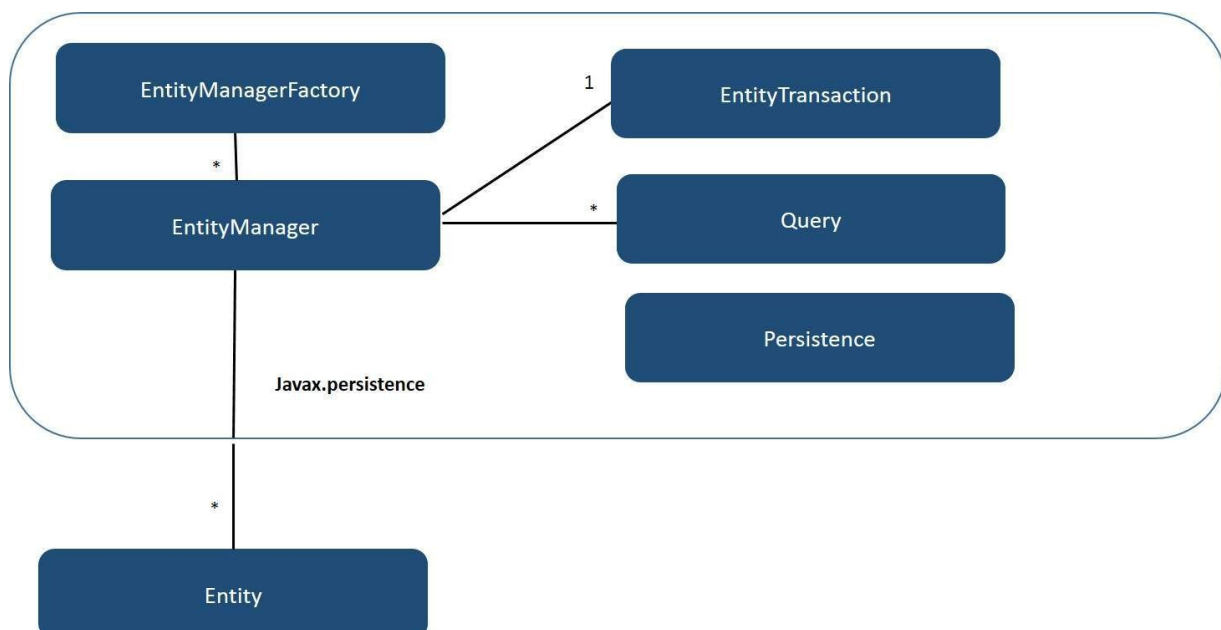 EntityManagerFactory
1
EntityTransaction
*
EntityManager
*
Query
Persistence
Javax.persistence
*
Entity